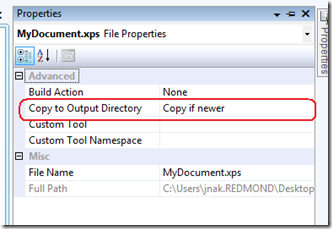 Properties
MyDocument.xps File Properties
Advanced
Build Action None
Copy to Output Directory Copy if newer
Custom Tool
Custom Tool Namespace
Misc
File Name MyDocument.xps
Full Path C:\Users\jnak.REDMOND\Desktop
Properties